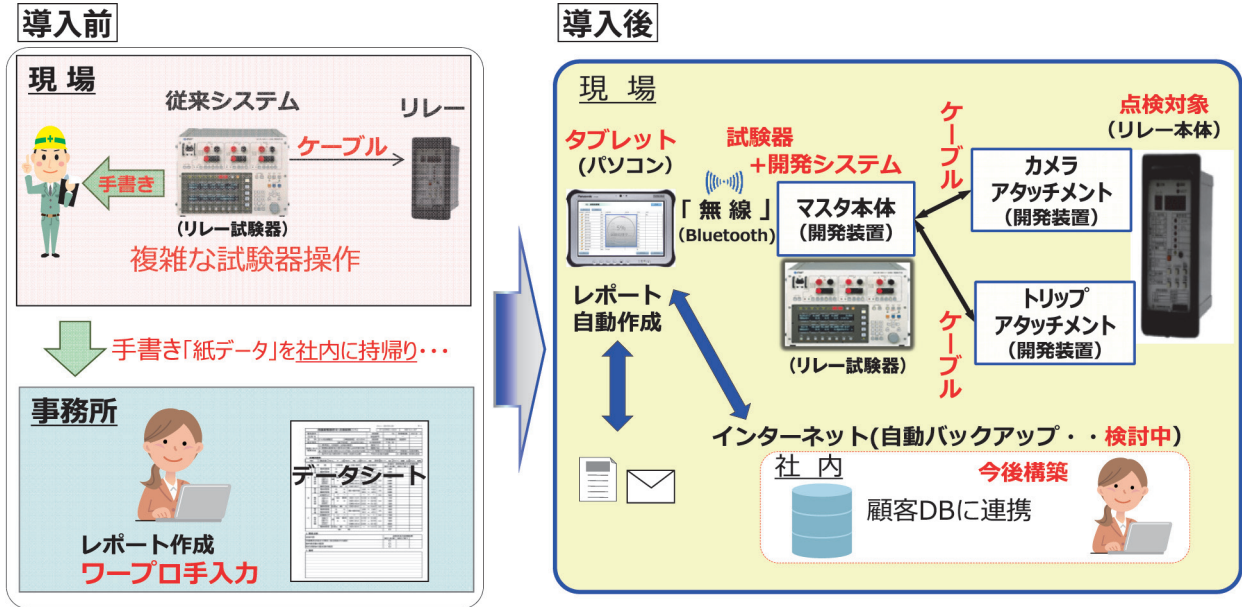 導入前
現 場
従来システム
リレー
ケーブル
手書き
(リレー試験器)
複雑な試験器操作
手書き「紙データ」を社内に持帰り・・・
事務所
データシート
レポート作成
ワープロ手入力
導入後
現 場
タブレット
(パソコン)
「 無 線 」
(Bluetooth)
試験器
+開発システム
マスタ本体
(開発装置)
(リレー試験器)
ケーブル
ケーブル
カメラ
アタッチメント
(開発装置)
トリップ
アタッチメント
(開発装置)
点検対象
(リレー本体)
レポート
自動作成
インターネット(自動バックアップ・・検討中)
社 内
今後構築
顧客DBに連携